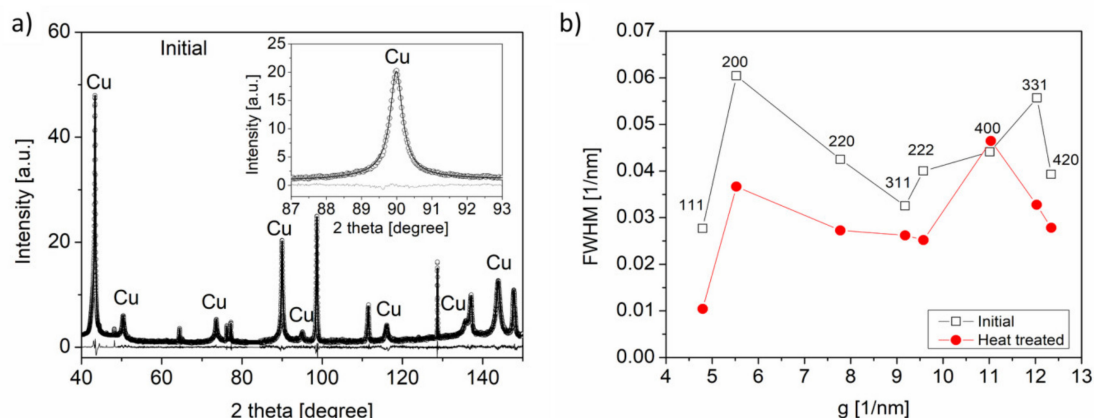 a)
60
50
40
20
0
Intensity [a.u.]
Initial
Cu
Cu
Cu
Cu
Cu
Cu
Cu
Cu
40 60 80 100 120 140
2 theta [degree]
25
20
15
10
5
0
Intensity [a.u.]
Cu
87 88 89 90 91 92 93
2 theta [degree]
b)
0.07
0.06
0.05
0.04
0.03
0.02
0.01
0.00
FWHM [1/nm]
111
200
220
311
222
400
331
420
Initial
Heat treated
4 5 6 7 8 9 10 11 12 13
g [1/nm]